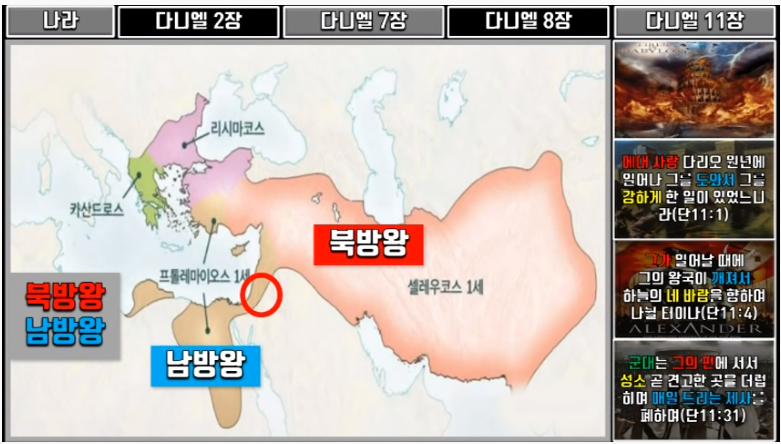 나라
다니엘 2장
다니엘 7장
다니엘 8장
다니엘 11장
리시마코스
카산드로스
프톨레마이오스 1세
셀레우코스 1세
북방왕
남방왕
북방왕
남방왕
BABYLON
메대 사람 다리오 원년에
일어나 그를 도와서 그를
강하게 한 일이 있었느니
라(단11:1)
그가 일어날 때에
그의 왕국이 깨져서
하늘의 네 바람을 향하여
나뉠 터이나(단11:4)
ALEXANDER
군대는 그의 편에 서서
성소 곧 견고한 곳을 더럽
히며 매일 드리는 제사를
폐하며(단11:31)